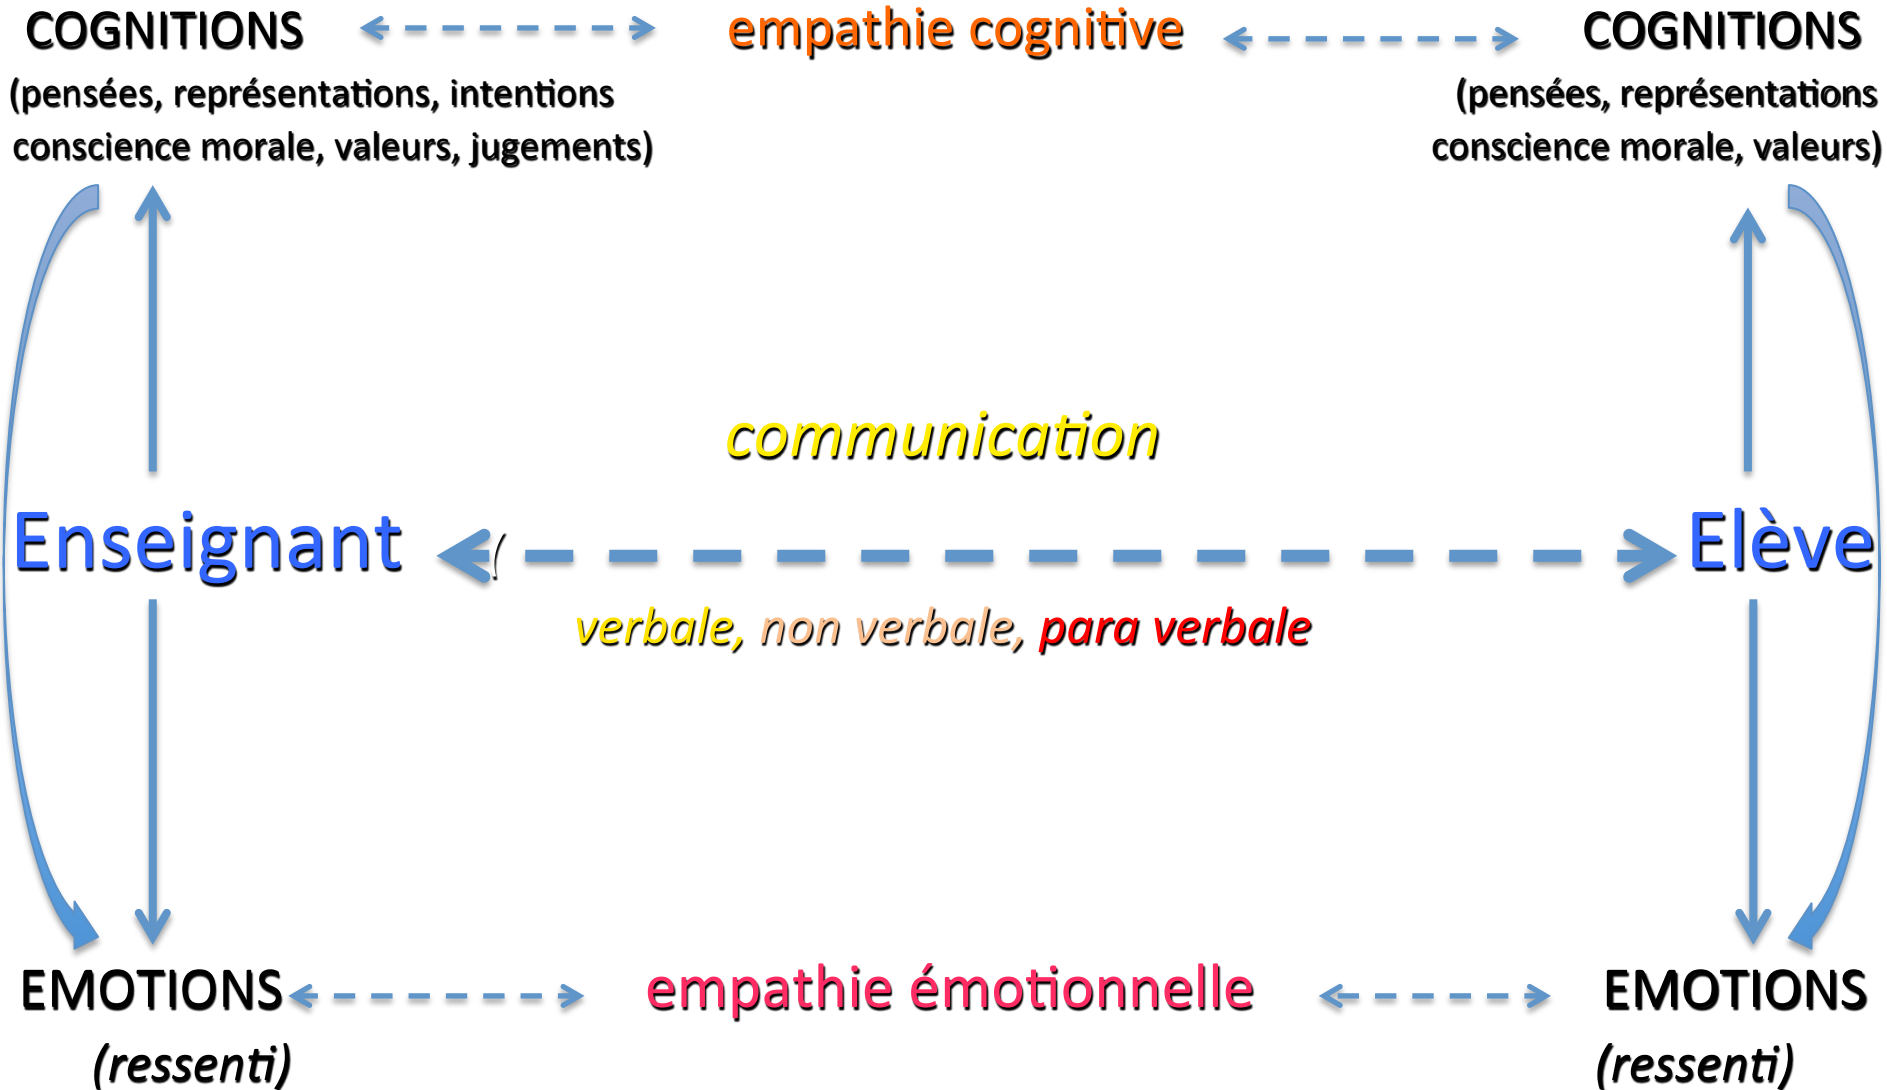 COGNITIONS empathie cognitive COGNITIONS
(pensées, représentations, intentions (pensées, représentations
conscience morale, valeurs, jugements) conscience morale, valeurs)
communication
Enseignant ( Elève
verbale, non verbale, para verbale
EMOTIONS empathie émotionnelle EMOTIONS
(ressenti) (ressenti)